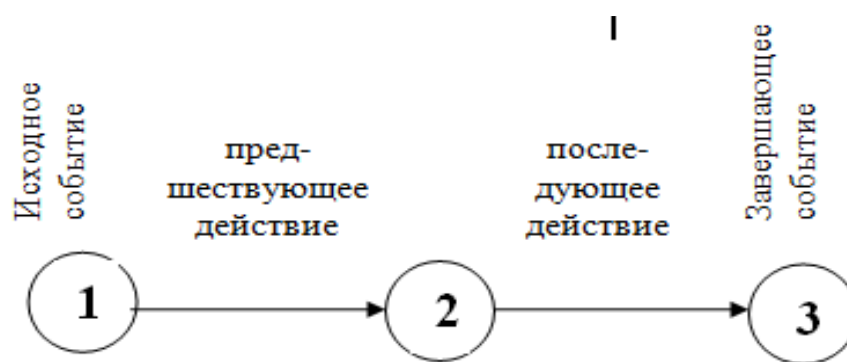 Исходное
событие
пред-
шествующее
действие
после-
дующее
действие
Завершающее
событие
1
2
3